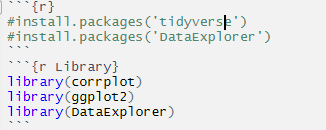 ```{r}
#install.packages('tidyverse')
#install.packages('DataExplorer')
```
```{r Library}
library(corrplot)
library(ggplot2)
library(DataExplorer)
```